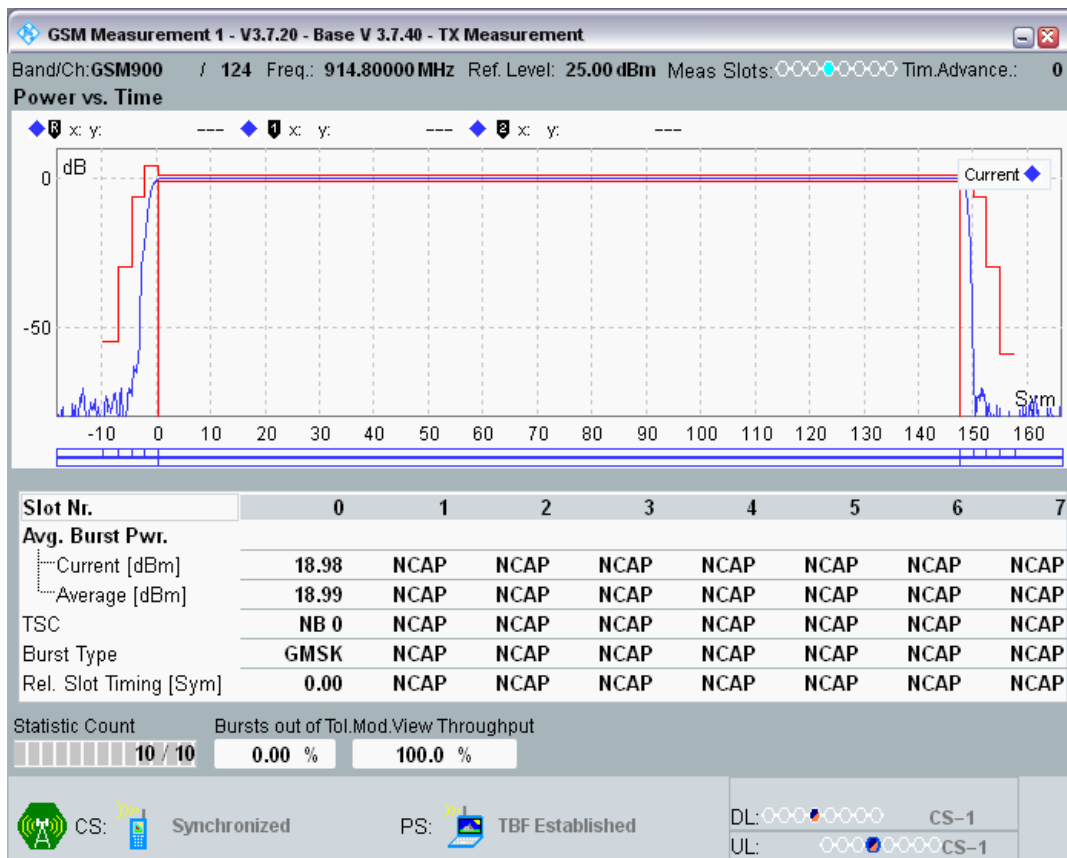 GSM Measurement 1 - V3.7.20 - Base V 3.7.40 - TX Measurement
Band/Ch:GSM900 / 124 Freq.: 914.80000 MHz Ref. Level: 25.00 dBm Meas Slots: Tim.Advance.: 0
Power vs. Time
R x: y: --- 1 x: y: --- 2 x: y: ---
dB
0
Current
-50
Sym
-10 0 10 20 30 40 50 60 70 80 90 100 110 120 130 140 150 160
Slot Nr. 0 1 2 3 4 5 6 7
Avg. Burst Pwr.
Current [dBm] 18.98 NCAP NCAP NCAP NCAP NCAP NCAP NCAP
Average [dBm] 18.99 NCAP NCAP NCAP NCAP NCAP NCAP NCAP
TSC NB 0 NCAP NCAP NCAP NCAP NCAP NCAP NCAP
Burst Type GMSK NCAP NCAP NCAP NCAP NCAP NCAP NCAP
Rel. Slot Timing [Sym] 0.00 NCAP NCAP NCAP NCAP NCAP NCAP NCAP
Statistic Count Bursts out of Tol.Mod.View Throughput
10 / 10 0.00 % 100.0 %
CS: Synchronized PS: TBF Established
DL: CS-1
UL: CS-1